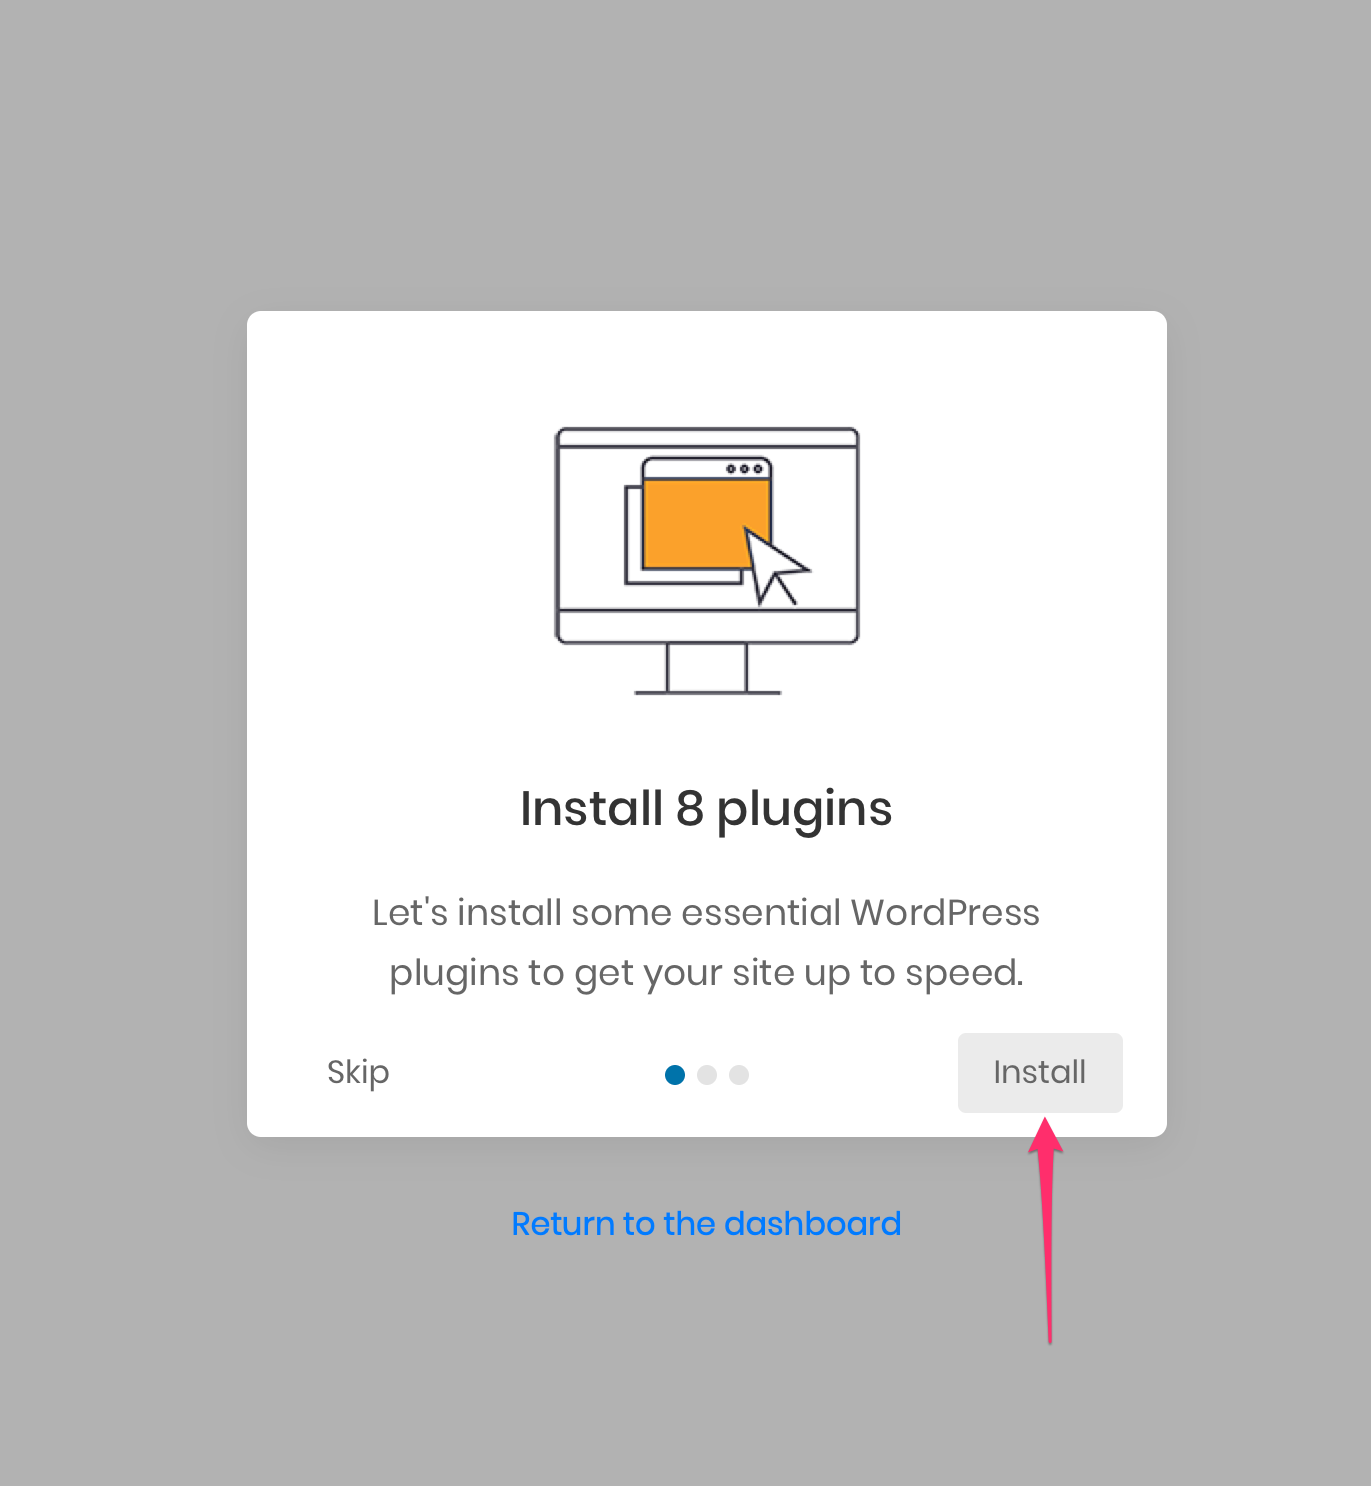 Install 8 plugins
Let's install some essential WordPress
plugins to get your site up to speed.
Skip
Install
Return to the dashboard